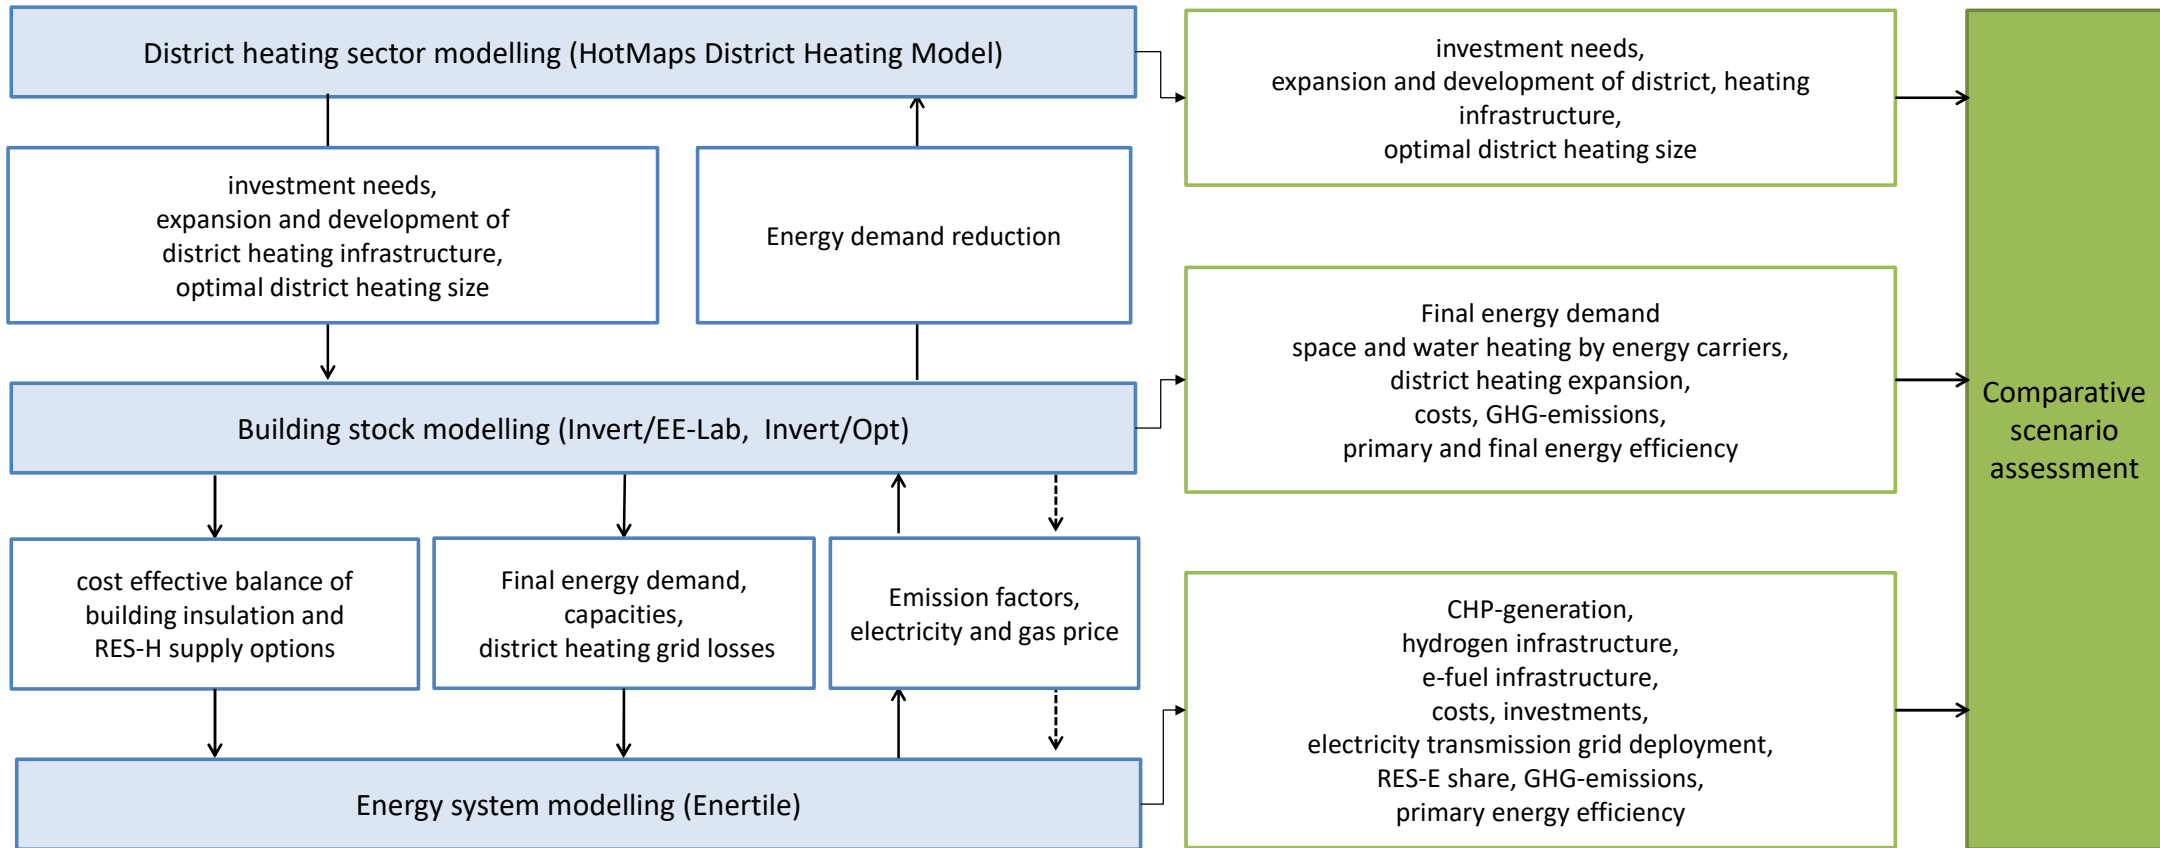 District heating sector modelling (HotMaps District Heating Model)
investment needs,
expansion and development of district, heating
infrastructure,
optimal district heating size
investment needs,
expansion and development of
district heating infrastructure,
optimal district heating size
Energy demand reduction
Final energy demand
space and water heating by energy carriers,
district heating expansion,
costs, GHG-emissions,
primary and final energy efficiency
Comparative
scenario
assessment
Building stock modelling (Invert/EE-Lab, Invert/Opt)
cost effective balance of
building insulation and
RES-H supply options
Final energy demand,
capacities,
district heating grid losses
Emission factors,
electricity and gas price
CHP-generation,
hydrogen infrastructure,
e-fuel infrastructure,
costs, investments,
electricity transmission grid deployment,
RES-E share, GHG-emissions,
primary energy efficiency
Energy system modelling (Enertile)